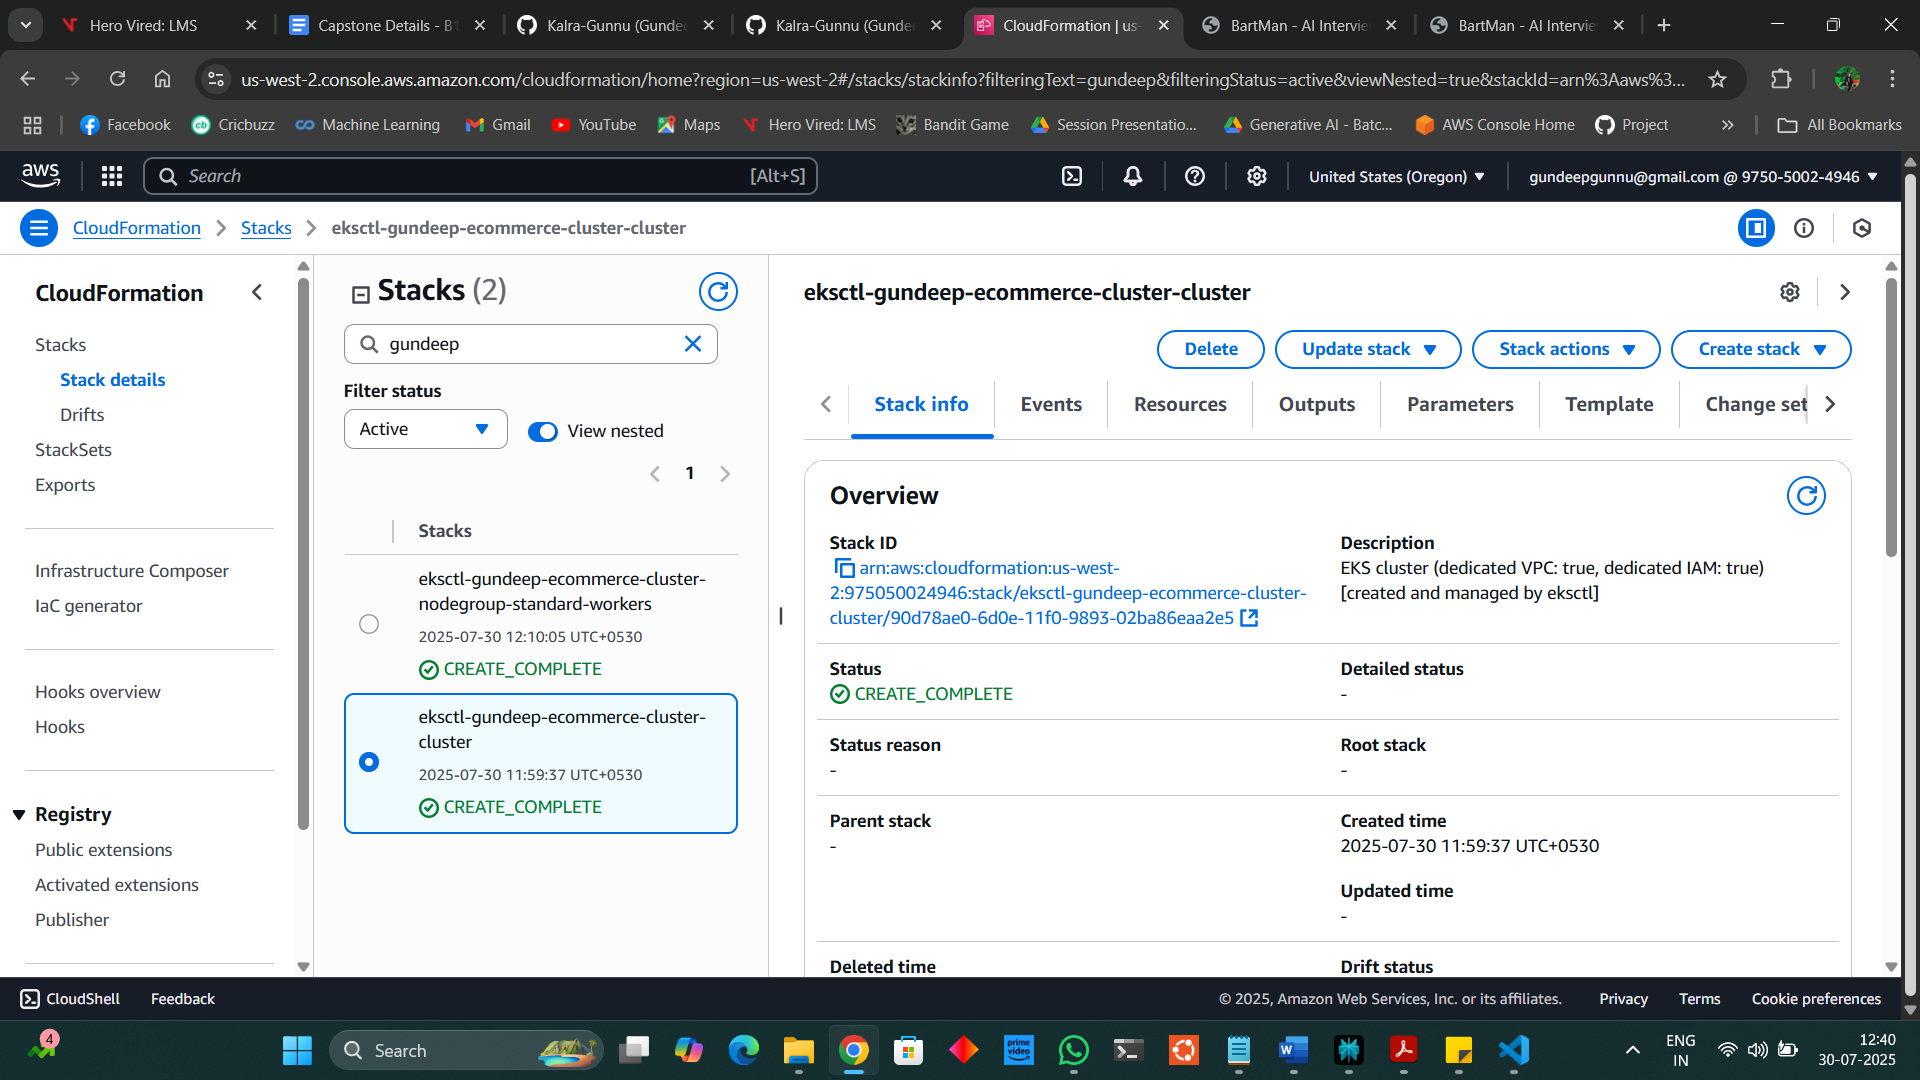 Hero Vired: LMS
Capstone Details - B1
Kalra-Gunnu (Gunde
Kalra-Gunnu (Gunde
CloudFormation | us-
BartMan - AI Intervie
BartMan - AI Intervie
us-west-2.console.aws.amazon.com/cloudformation/home?region=us-west-2#/stacks/stackinfo?filteringText=gundeep&filteringStatus=active&viewNested=true&stackId=arn%3Aaws%3...
Facebook
Cricbuzz
Machine Learning
Gmail
YouTube
Maps
Hero Vired: LMS
Bandit Game
Session Presentatio...
Generative AI - Batc...
AWS Console Home
Project
All Bookmarks
aws
Search
[Alt+S]
United States (Oregon)
gundeepgunnu@gmail.com @ 9750-5002-4946
CloudFormation
Stacks
eksctl-gundeep-ecommerce-cluster-cluster
CloudFormation
Stacks
Stack details
Drifts
StackSets
Exports
Infrastructure Composer
IaC generator
Hooks overview
Hooks
Registry
Public extensions
Activated extensions
Publisher
Stacks (2)
gundeep
Filter status
Active
View nested
1
Stacks
eksctl-gundeep-ecommerce-cluster-
nodegroup-standard-workers
2025-07-30 12:10:05 UTC+0530
CREATE_COMPLETE
eksctl-gundeep-ecommerce-cluster-
cluster
2025-07-30 11:59:37 UTC+0530
CREATE_COMPLETE
eksctl-gundeep-ecommerce-cluster-cluster
Delete
Update stack
Stack actions
Create stack
Stack info
Events
Resources
Outputs
Parameters
Template
Change set
Overview
Stack ID
arn:aws:cloudformation:us-west-
2:975050024946:stack/eksctl-gundeep-ecommerce-cluster-
cluster/90d78ae0-6d0e-11f0-9893-02ba86eaa2e5
Description
EKS cluster (dedicated VPC: true, dedicated IAM: true)
[created and managed by eksctl]
Status
CREATE_COMPLETE
Detailed status
-
Status reason
-
Root stack
-
Parent stack
-
Created time
2025-07-30 11:59:37 UTC+0530
Updated time
-
Deleted time
Drift status
CloudShell
Feedback
© 2025, Amazon Web Services, Inc. or its affiliates.
Privacy
Terms
Cookie preferences
4
Search
prime
video
ENG
IN
12:40
30-07-2025